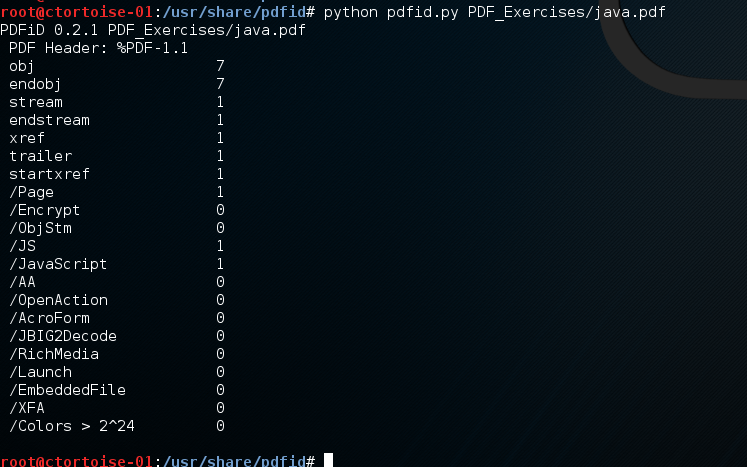 root@ctortoise-01:/usr/share/pdfid# python pdfid.py PDF_Exercises/java.pdf
PDFiD 0.2.1 PDF_Exercises/java.pdf
PDF Header: %PDF-1.1
obj 7
endobj 7
stream 1
endstream 1
xref 1
trailer 1
startxref 1
/Page 1
/Encrypt 0
/ObjStm 0
/JS 1
/JavaScript 1
/AA 0
/OpenAction 0
/AcroForm 0
/JBIG2Decode 0
/RichMedia 0
/Launch 0
/EmbeddedFile 0
/XFA 0
/Colors > 2^24 0
root@ctortoise-01:/usr/share/pdfid#